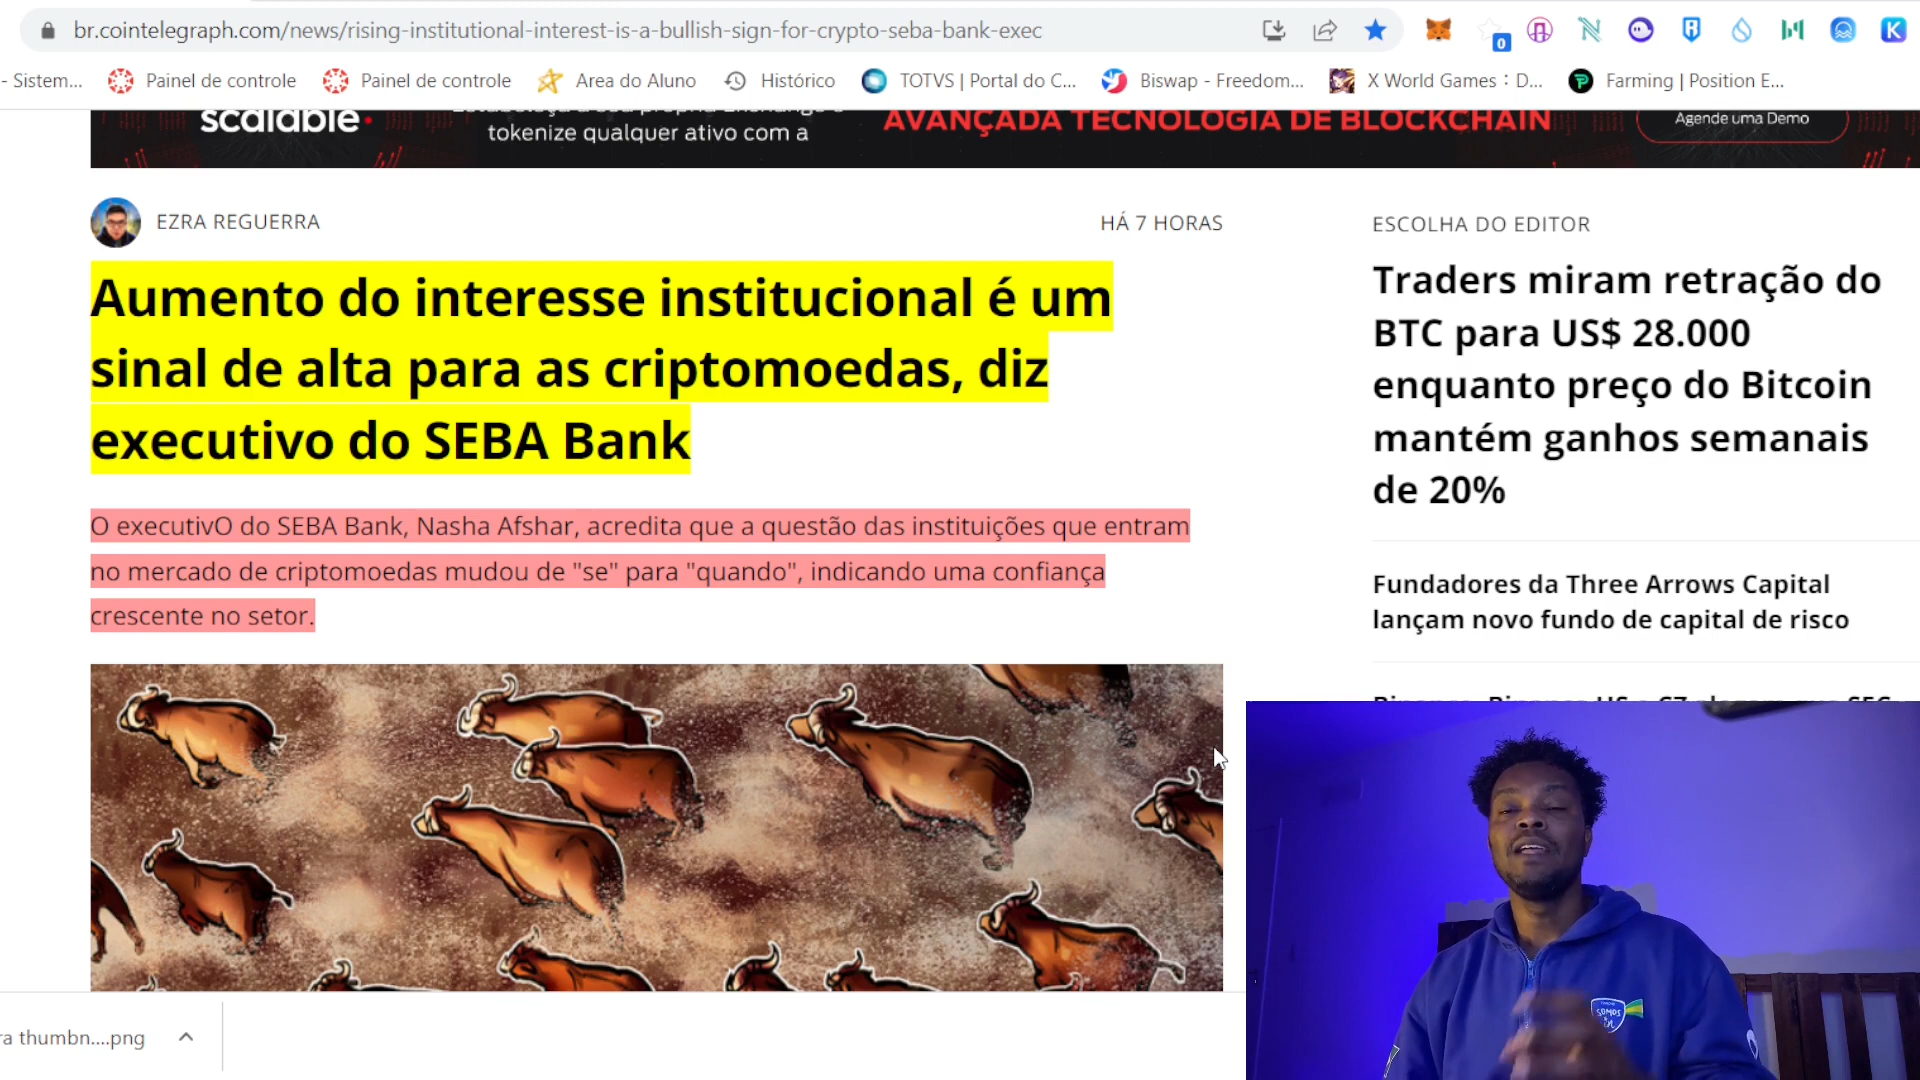 br.cointelegraph.com/news/rising-institutional-interest-is-a-bullish-sign-for-crypto-seba-bank-exec
0
- Sistem...
Painel de controle
Painel de controle
Area do Aluno
Histórico
TOTVS | Portal do C...
Biswap - Freedom...
X World Games : D...
Farming | Position E...
scalable
tokenize qualquer ativo com a
AVANÇADA TECNOLOGIA DE BLOCKCHAIN
Agende uma Demo
EZRA REGUERRA
HÁ 7 HORAS
Aumento do interesse institucional é um
sinal de alta para as criptomoedas, diz
executivo do SEBA Bank
O executivO do SEBA Bank, Nasha Afshar, acredita que a questão das instituições que entram
no mercado de criptomoedas mudou de "se" para "quando", indicando uma confiança
crescente no setor.
ESCOLHA DO EDITOR
Traders miram retração do
BTC para US$ 28.000
enquanto preço do Bitcoin
mantém ganhos semanais
de 20%
Fundadores da Three Arrows Capital
lançam novo fundo de capital de risco
SOMOS
ra thumbn....png